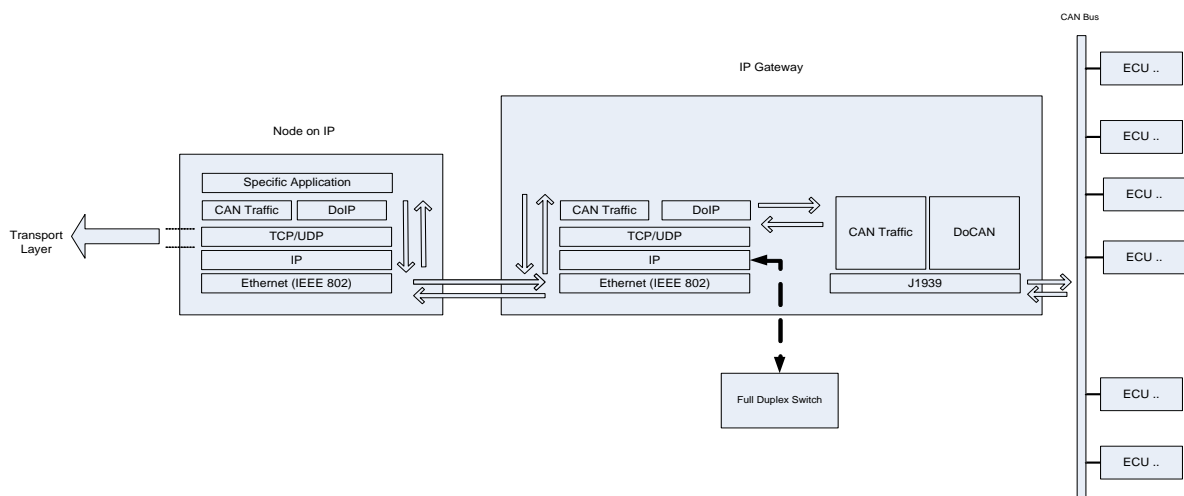 CAN Bus
IP Gateway
Node on IP
Transport
Layer
Specific Application
CAN Traffic
DoIP
TCP/UDP
IP
Ethernet (IEEE 802)
CAN Traffic
DoIP
TCP/UDP
IP
Ethernet (IEEE 802)
CAN Traffic
DoCAN
J1939
Full Duplex Switch
ECU ..
ECU ..
ECU ..
ECU ..
ECU ..
ECU ..